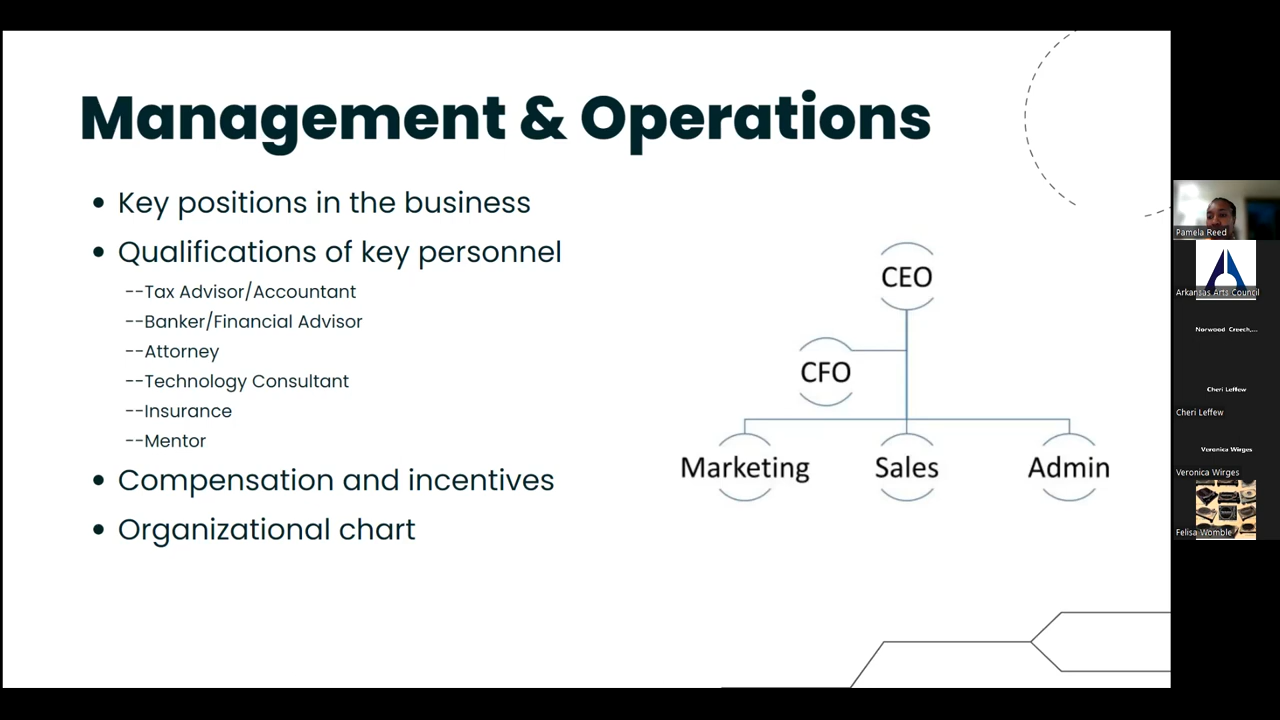 Management & Operations
• Key positions in the business
• Qualifications of key personnel
--Tax Advisor/Accountant
--Banker/Financial Advisor
--Attorney
--Technology Consultant
--Insurance
--Mentor
• Compensation and incentives
• Organizational chart
CEO
CFO
Marketing
Sales
Admin
Pamela Reed
Arkansas Arts Council
Norwood Creech,...
Cheri Leffew
Cheri Leffew
Veronica Wirges
Veronica Wirges
Felisa Womble